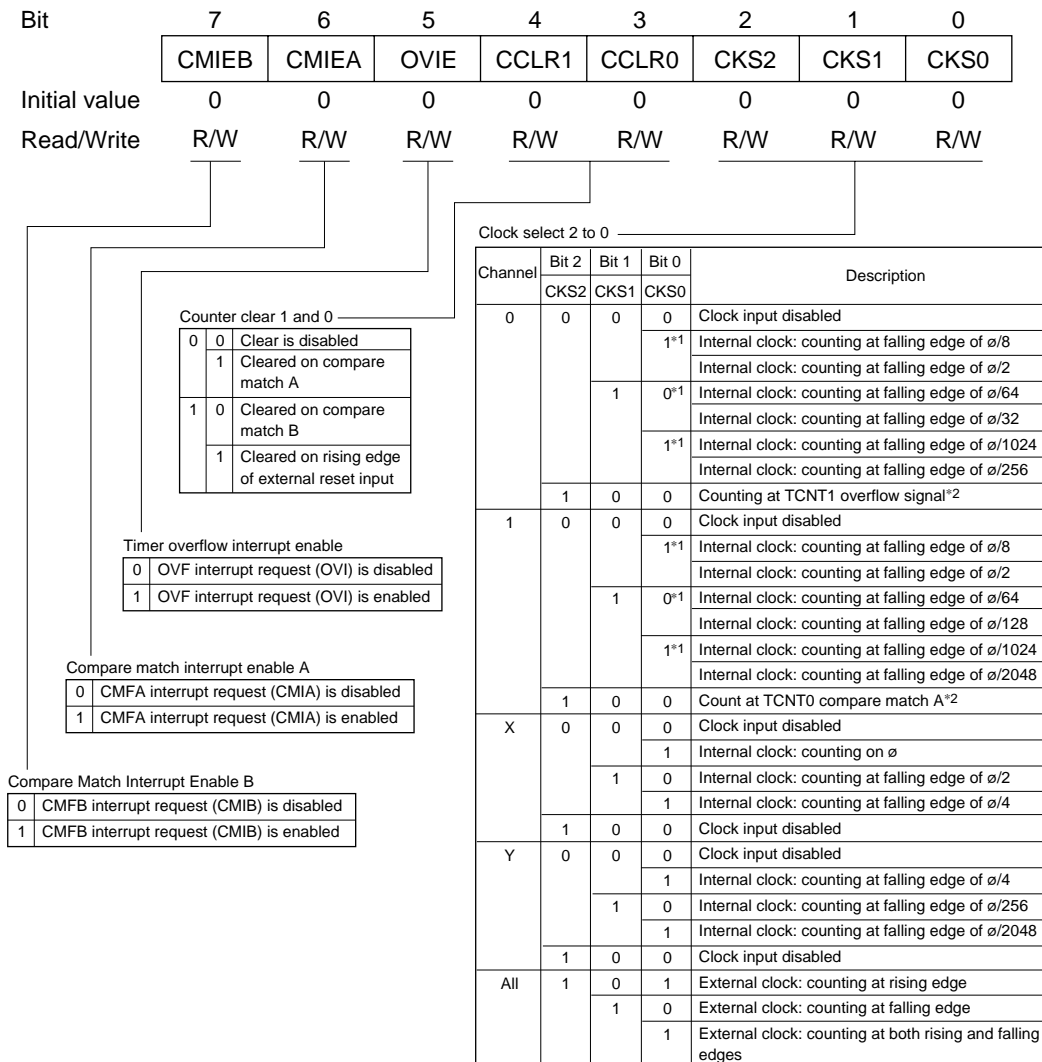 Bit 7 6 5 4 3 2 1 0
CMIEB CMIEA OVIE CCLR1 CCLR0 CKS2 CKS1 CKS0
Initial value 0 0 0 0 0 0 0 0
Read/Write R/W R/W R/W R/W R/W R/W R/W R/W
Clock select 2 to 0
Channel Bit 2 Bit 1 Bit 0 Description
CKS2 CKS1 CKS0
0 0 0 0 Clock input disabled
1*1 Internal clock: counting at falling edge of ø/8
Internal clock: counting at falling edge of ø/2
1 0*1 Internal clock: counting at falling edge of ø/64
Internal clock: counting at falling edge of ø/32
1*1 Internal clock: counting at falling edge of ø/1024
Internal clock: counting at falling edge of ø/256
1 0 0 Counting at TCNT1 overflow signal*2
1 0 0 0 Clock input disabled
1*1 Internal clock: counting at falling edge of ø/8
Internal clock: counting at falling edge of ø/2
1 0*1 Internal clock: counting at falling edge of ø/64
Internal clock: counting at falling edge of ø/128
1*1 Internal clock: counting at falling edge of ø/1024
Internal clock: counting at falling edge of ø/2048
1 0 0 Count at TCNT0 compare match A*2
X 0 0 0 Clock input disabled
1 Internal clock: counting on ø
1 0 Internal clock: counting at falling edge of ø/2
1 Internal clock: counting at falling edge of ø/4
1 0 0 Clock input disabled
Y 0 0 0 Clock input disabled
1 Internal clock: counting at falling edge of ø/4
1 0 Internal clock: counting at falling edge of ø/256
1 Internal clock: counting at falling edge of ø/2048
1 0 0 Clock input disabled
All 1 0 1 External clock: counting at rising edge
1 0 External clock: counting at falling edge
1 External clock: counting at both rising and falling
edges
Counter clear 1 and 0
0 0 Clear is disabled
1 Cleared on compare
match A
1 0 Cleared on compare
match B
1 Cleared on rising edge
of external reset input
Timer overflow interrupt enable
0 OVF interrupt request (OVI) is disabled
1 OVF interrupt request (OVI) is enabled
Compare match interrupt enable A
0 CMFA interrupt request (CMIA) is disabled
1 CMFA interrupt request (CMIA) is enabled
Compare Match Interrupt Enable B
0 CMFB interrupt request (CMIB) is disabled
1 CMFB interrupt request (CMIB) is enabled